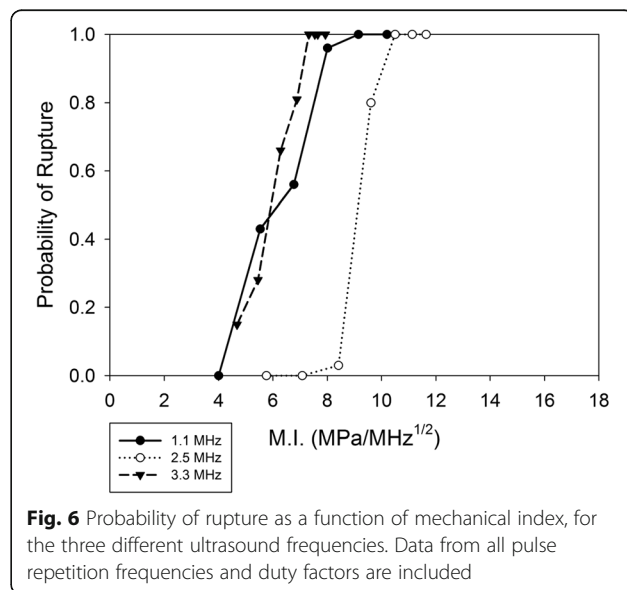 1.0
0.8
0.6
0.4
0.2
0.0
Probability of Rupture
0 2 4 6 8 10 12 14 16 18
M.I. (MPa/MHz^1/2)
1.1 MHz
2.5 MHz
3.3 MHz
Fig. 6 Probability of rupture as a function of mechanical index, for
the three different ultrasound frequencies. Data from all pulse
repetition frequencies and duty factors are included